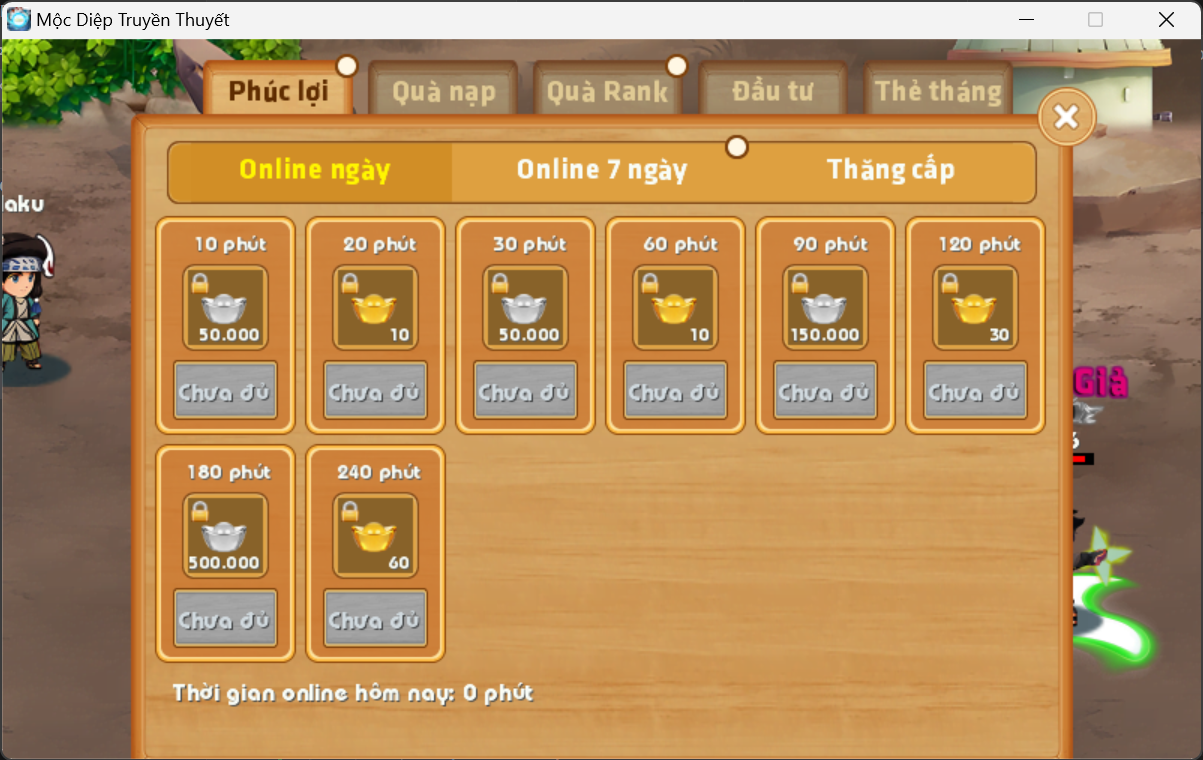 Mộc Diệp Truyền Thuyết
Phúc lợi
Quà nạp
Quà Rank
Đầu tư
Thẻ tháng
Online ngày
Online 7 ngày
Thăng cấp
aku
10 phút
20 phút
30 phút
60 phút
90 phút
120 phút
50.000
10
50.000
10
150.000
30
Chưa đủ
Chưa đủ
Chưa đủ
Chưa đủ
Chưa đủ
Chưa đủ
Già
180 phút
240 phút
500.000
60
Chưa đủ
Chưa đủ
Thời gian online hôm nay: 0 phút